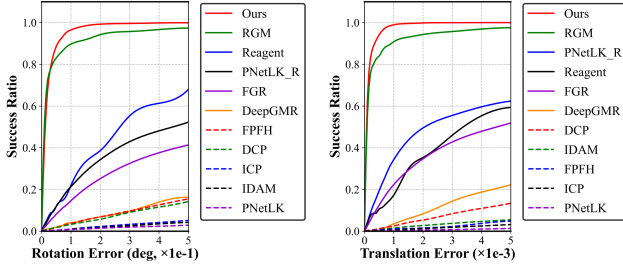 Success Ratio
1.0
0.8
0.6
0.4
0.2
0.0
0 1 2 3 4 5
Rotation Error (deg, ×1e-1)
Ours
RGM
Reagent
PNetLK_R
FGR
DeepGMR
FPFH
DCP
ICP
IDAM
PNetLK
Success Ratio
1.0
0.8
0.6
0.4
0.2
0.0
0 1 2 3 4 5
Translation Error (×1e-3)
Ours
RGM
PNetLK_R
Reagent
FGR
DeepGMR
DCP
IDAM
FPFH
ICP
PNetLK